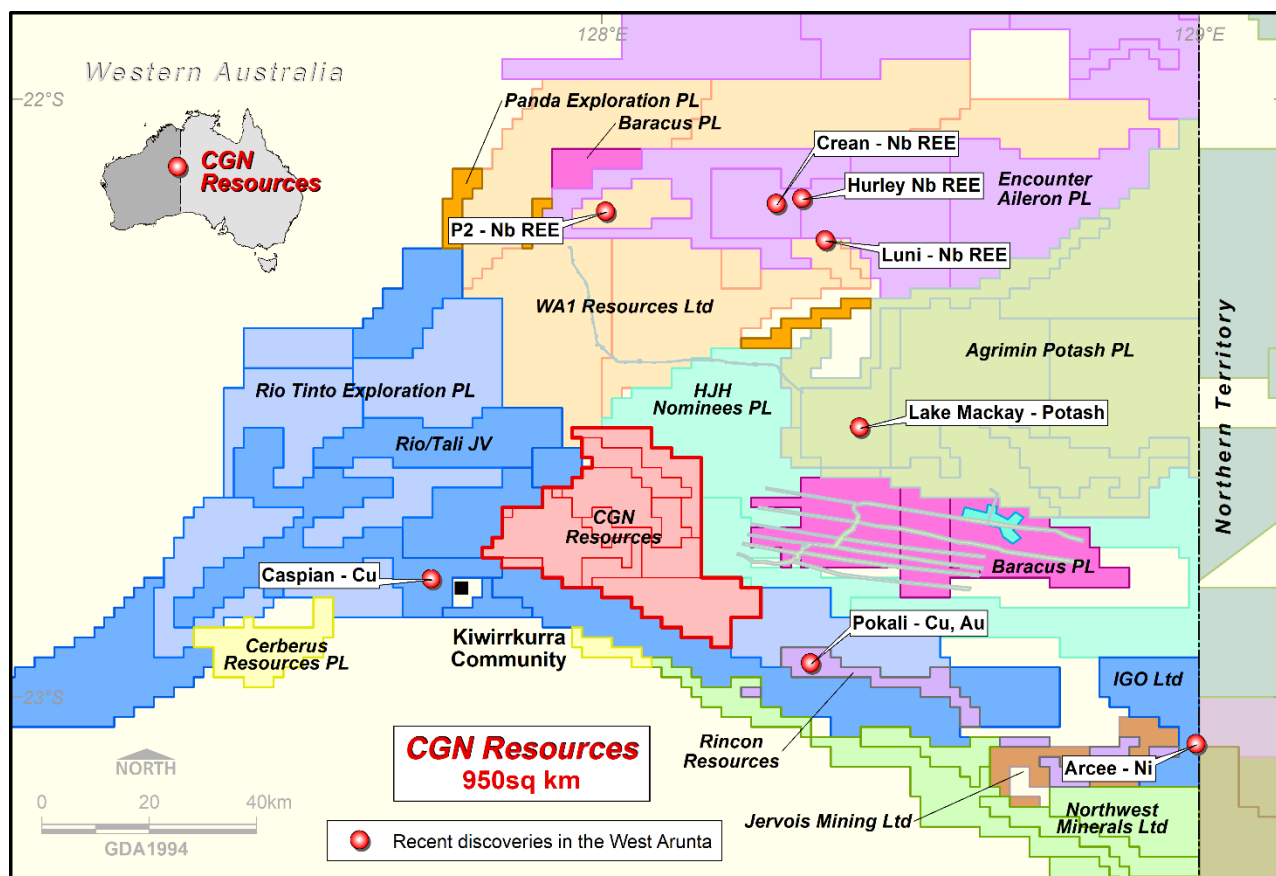 128°E
129°E
Western Australia
22°S
Panda Exploration PL
Baracus PL
CGN
Resources
Crean - Nb REE
Hurley Nb REE
Encounter
Aileron PL
P2 - Nb REE
Luni - Nb REE
WA1 Resources Ltd
Agrimin Potash PL
Northern Territory
Rio Tinto Exploration PL
HJH
Nominees PL
Lake Mackay - Potash
Rio/Tali JV
CGN
Resources
Baracus PL
Caspian - Cu
Kiwirrkurra
Community
Pokali - Cu, Au
Cerberus
Resources PL
IGO Ltd
23°S
CGN Resources
950sq km
Rincon
Resources
Arcee - Ni
NORTH
0 20 40km
GDA1994
Jervois Mining Ltd
Northwest
Minerals Ltd
Recent discoveries in the West Arunta